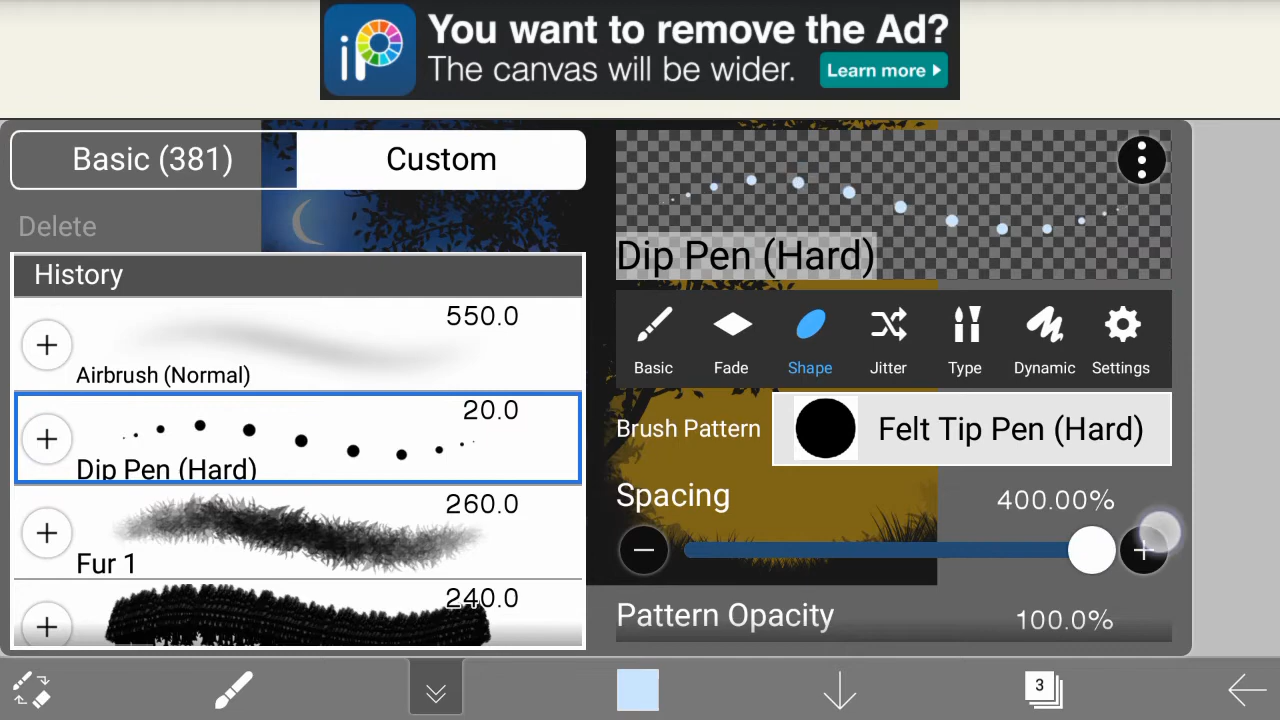 iP
You want to remove the Ad?
The canvas will be wider.
Learn more
Basic (381)
Custom
Delete
History
550.0
Airbrush (Normal)
20.0
Dip Pen (Hard)
260.0
Fur 1
240.0
Dip Pen (Hard)
Basic
Fade
Shape
Jitter
Type
Dynamic
Settings
Brush Pattern
Felt Tip Pen (Hard)
Spacing
400.00%
Pattern Opacity
100.0%
3